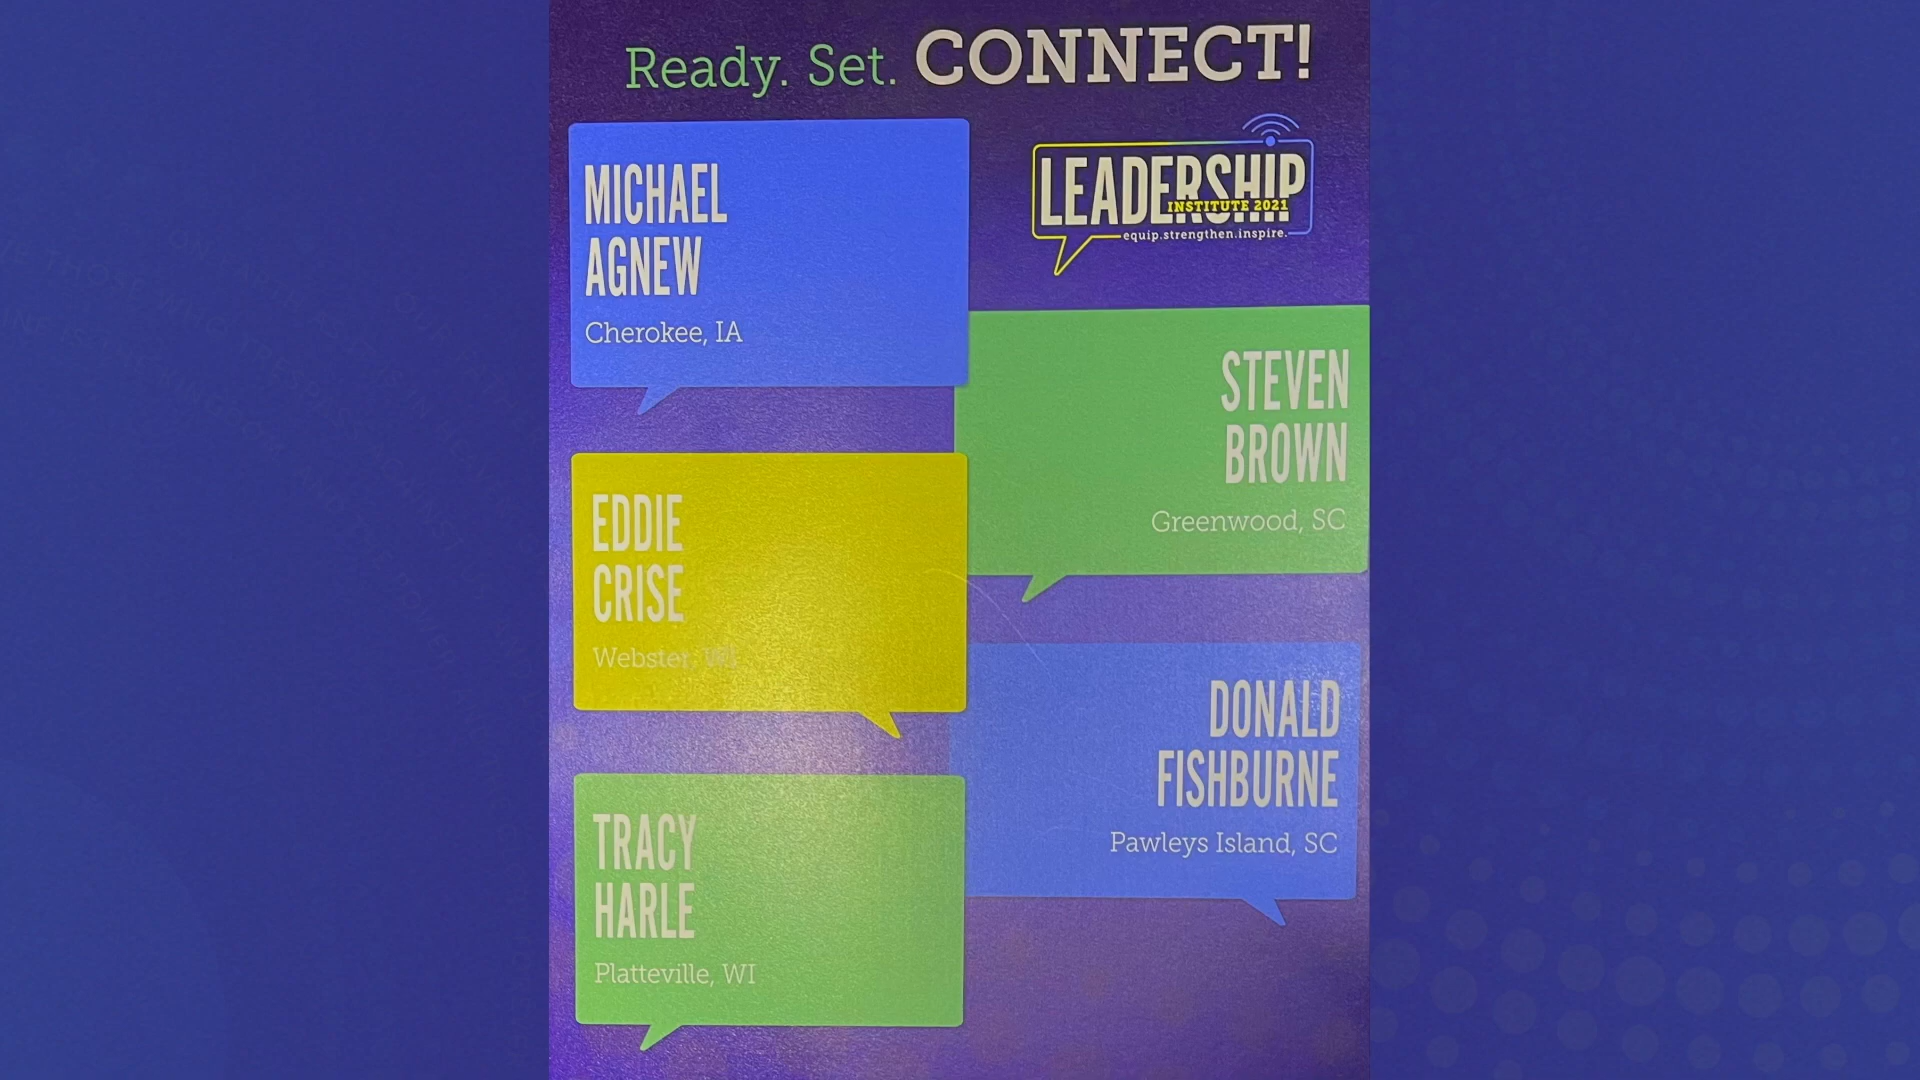 Ready. Set. CONNECT!
MICHAEL
AGNEW
Cherokee, IA
LEADERSHIP
INSTITUTE 2021
equip.strengthen.inspire.
STEVEN
BROWN
Greenwood, SC
EDDIE
CRISE
Webster, WI
DONALD
FISHBURNE
Pawleys Island, SC
TRACY
HARLE
Platteville, WI